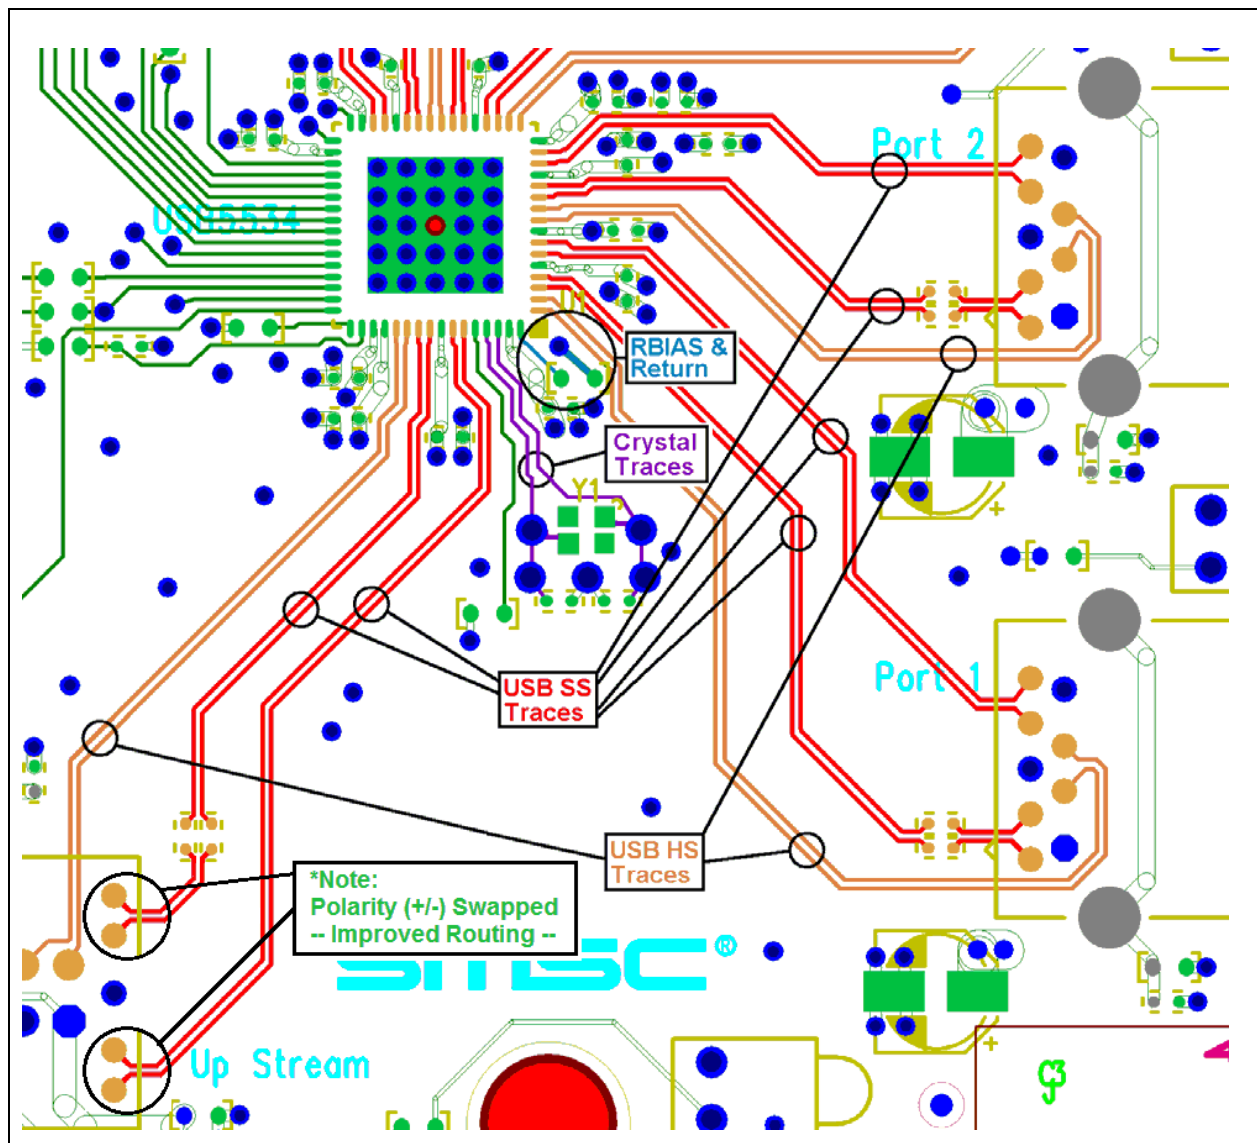 Port 2
USB5534
U1
RBIAS &
Return
Crystal
Traces
Y1
+
USB SS
Traces
Port 1
USB HS
Traces
*Note:
Polarity (+/-) Swapped
-- Improved Routing --
smsc®
Up Stream
+